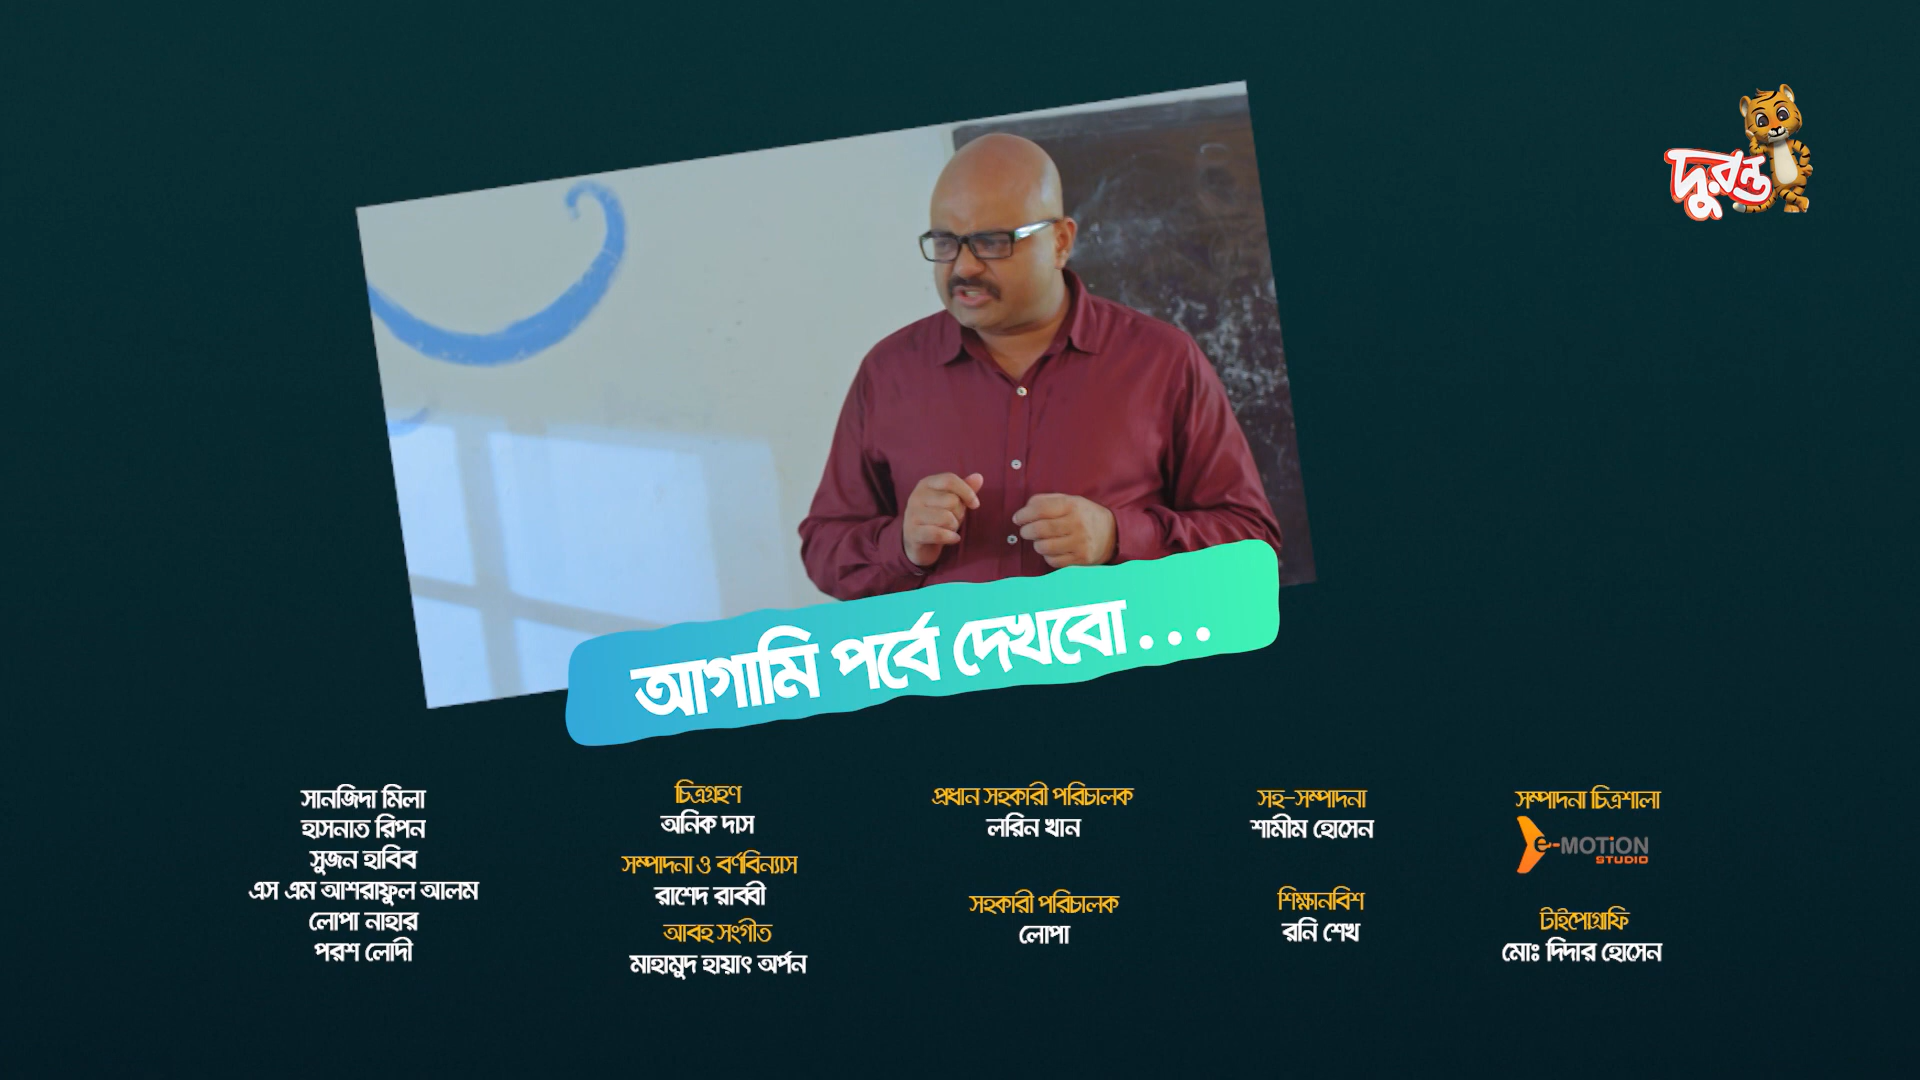 দুরন্ত
আগামি পর্বে দেখবো...
সানজিদা মিলা
হাসনাত রিপন
সুজন হাবিব
এস এম আশরাফুল আলম
লোপা নাহার
পরশ লোদী
চিত্রগ্রহণ
অনিক দাস
সম্পাদনা ও বর্ণবিন্যাস
রাশেদ রাব্বী
আবহ সংগীত
মাহামুদ হায়াৎ অর্পন
প্রধান সহকারী পরিচালক
লরিন খান
সহকারী পরিচালক
লোপা
সহ-সম্পাদনা
শামীম হোসেন
শিক্ষানবিশ
রনি শেখ
সম্পাদনা চিত্রশালা
e-MOTiON
STUDIO
টাইপোগ্রাফি
মোঃ দিদার হোসেন